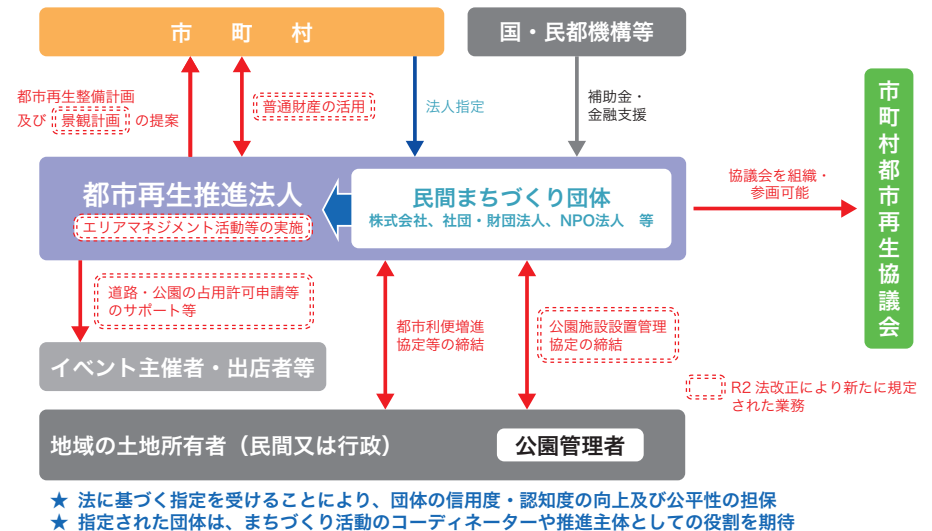 市　町　村
国・民都機構等
都市再生整備計画
及び 景観計画 の提案
普通財産の活用
法人指定
補助金・
金融支援
都市再生推進法人
エリアマネジメント活動等の実施
民間まちづくり団体
株式会社、社団・財団法人、NPO法人　等
協議会を組織・
参画可能
市町村都市再生協議会
道路・公園の占用許可申請等
のサポート等
イベント主催者・出店者等
都市利便増進
協定等の締結
公園施設設置管理
協定の締結
R2 法改正により新たに規定
された業務
地域の土地所有者（民間又は行政）
公園管理者
★ 法に基づく指定を受けることにより、団体の信用度・認知度の向上及び公平性の担保
★ 指定された団体は、まちづくり活動のコーディネーターや推進主体としての役割を期待